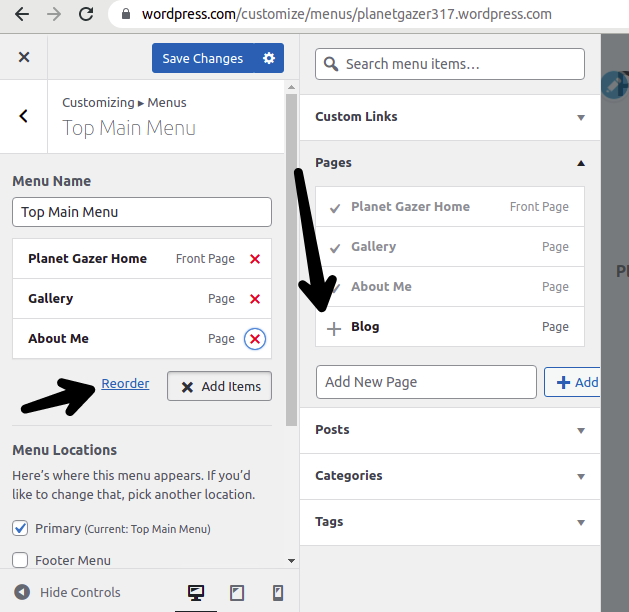 wordpress.com/customize/menus/planetgazer317.wordpress.com
Save Changes
Customizing ▸ Menus
Top Main Menu
Menu Name
Top Main Menu
Planet Gazer Home Front Page
Gallery Page
About Me Page
Reorder Add Items
Menu Locations
Here's where this menu appears. If you'd
like to change that, pick another location.
Primary (Current: Top Main Menu)
Footer Menu
Hide Controls
Search menu items...
Custom Links
Pages
Planet Gazer Home Front Page
Gallery Page
About Me Page
Blog Page
Add New Page Add
Posts
Categories
Tags